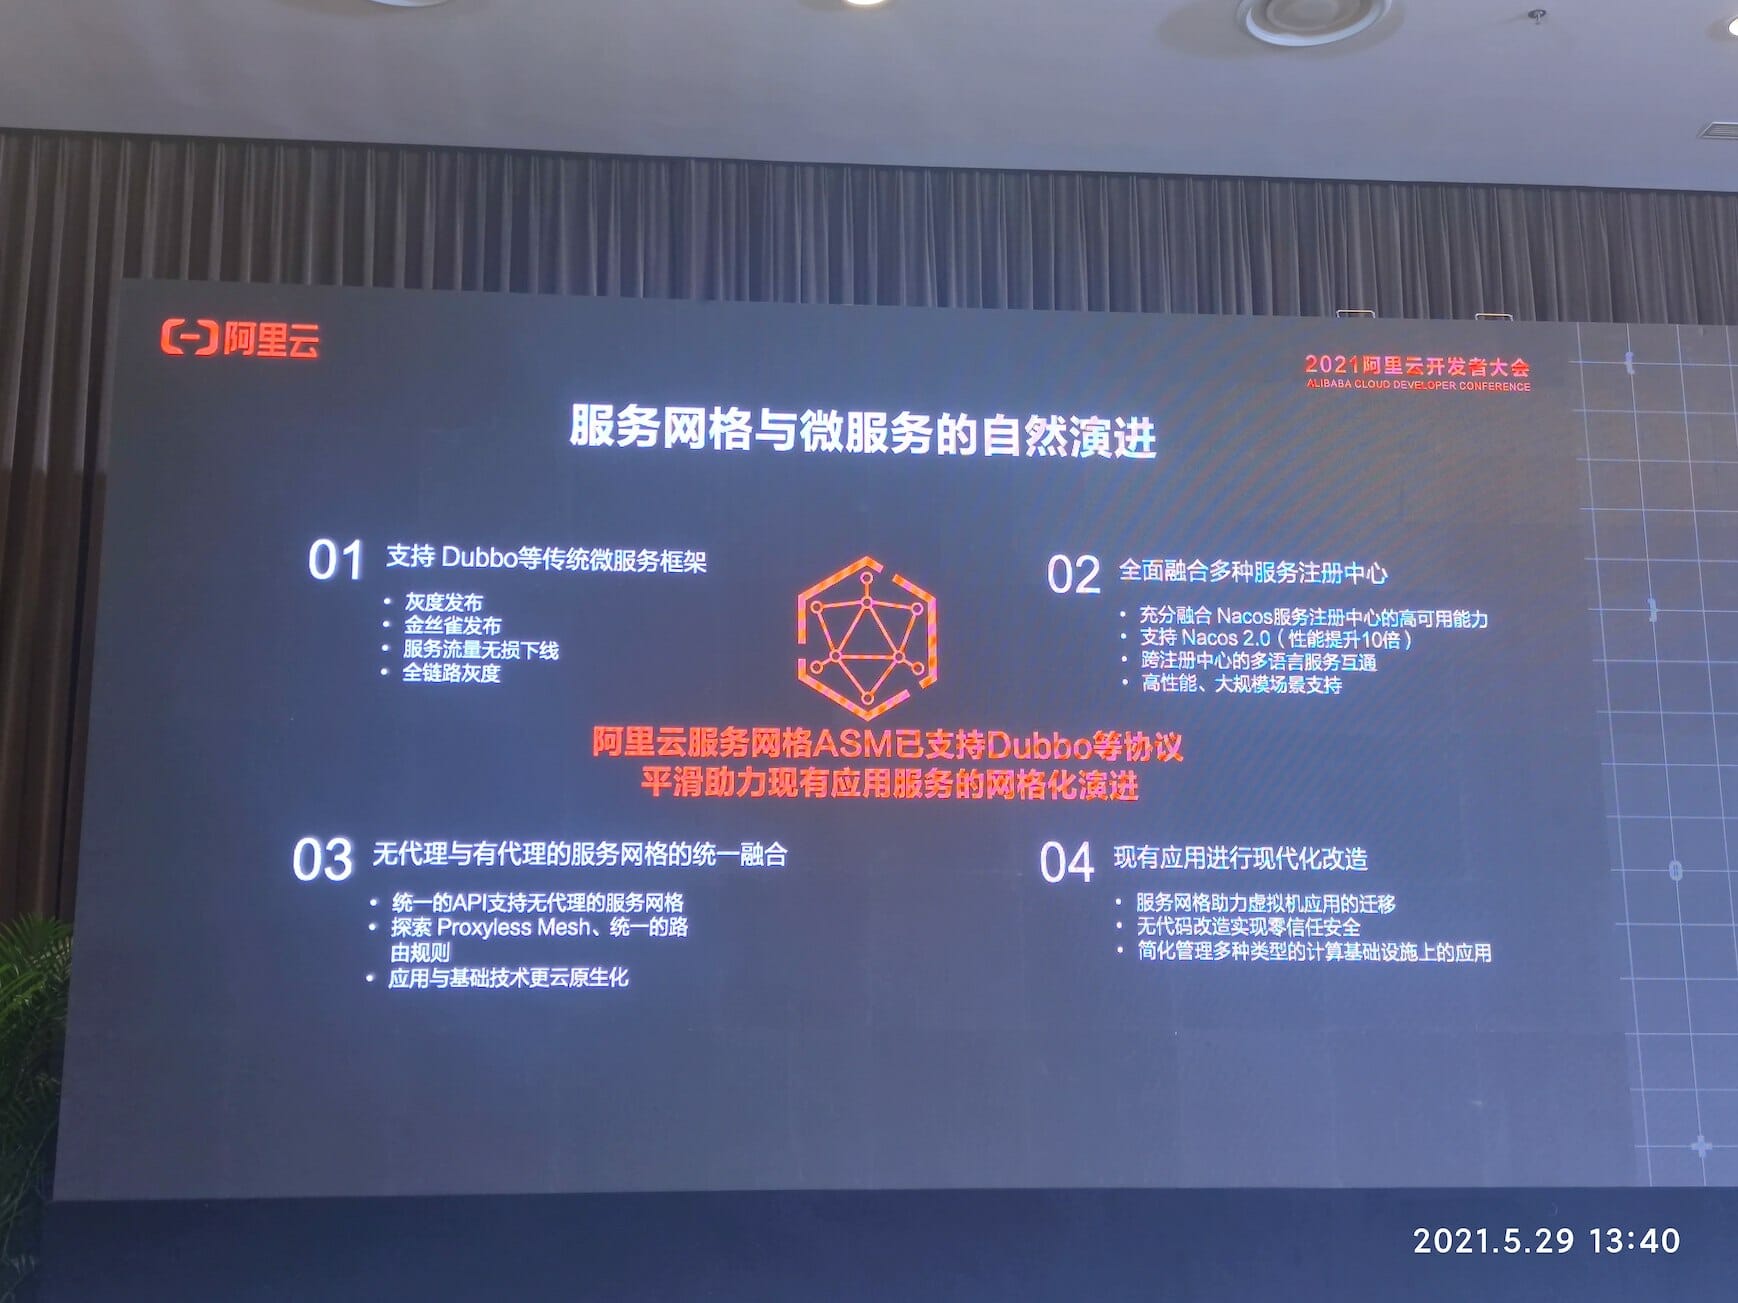 阿里云
2021阿里云开发者大会
ALIBABA CLOUD DEVELOPER CONFERENCE
服务网格与微服务的自然演进
01 支持 Dubbo等传统微服务框架
• 灰度发布
• 金丝雀发布
• 服务流量无损下线
• 全链路灰度
02 全面融合多种服务注册中心
• 充分融合 Nacos服务注册中心的高可用能力
• 支持 Nacos 2.0（性能提升10倍）
• 跨注册中心的多语言服务互通
• 高性能、大规模场景支持
阿里云服务网格ASM已支持Dubbo等协议
平滑助力现有应用服务的网格化演进
03 无代理与有代理的服务网格的统一融合
• 统一的API支持无代理的服务网格
• 探索 Proxyless Mesh、统一的路
由规则
• 应用与基础技术更云原生化
04 现有应用进行现代化改造
• 服务网格助力虚拟机应用的迁移
• 无代码改造实现零信任安全
• 简化管理多种类型的计算基础设施上的应用
2021.5.29 13:40